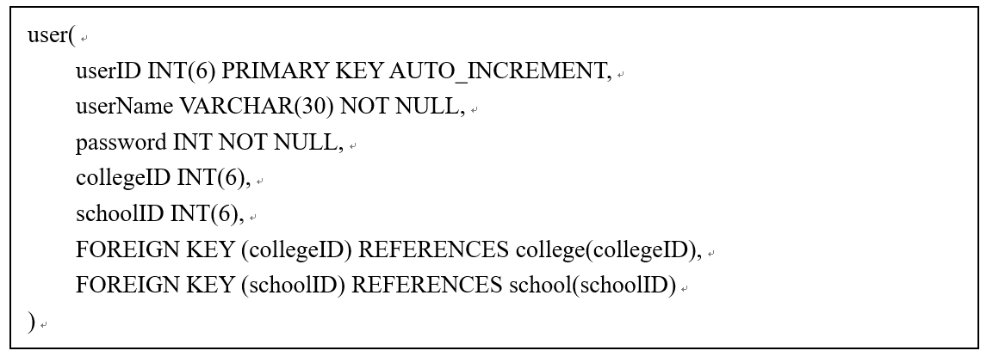 user(
userID INT(6) PRIMARY KEY AUTO_INCREMENT,
userName VARCHAR(30) NOT NULL,
password INT NOT NULL,
collegeID INT(6),
schoolID INT(6),
FOREIGN KEY (collegeID) REFERENCES college(collegeID),
FOREIGN KEY (schoolID) REFERENCES school(schoolID)
)